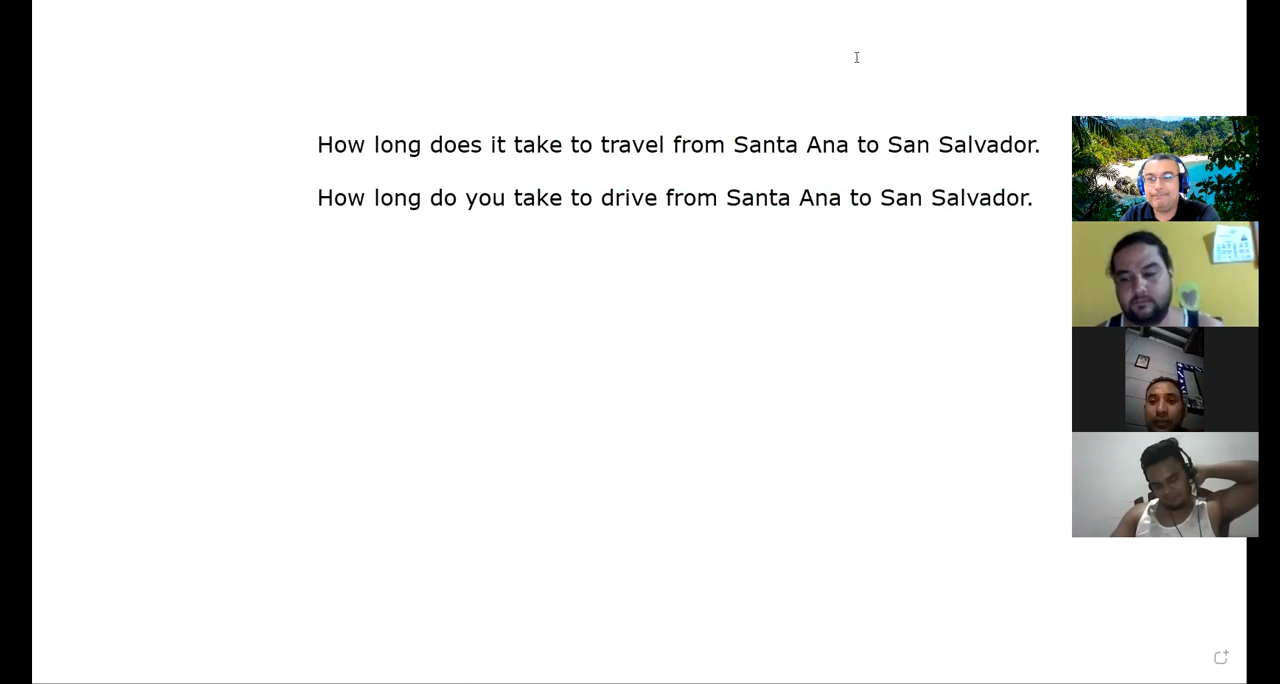 How long does it take to travel from Santa Ana to San Salvador.
How long do you take to drive from Santa Ana to San Salvador.